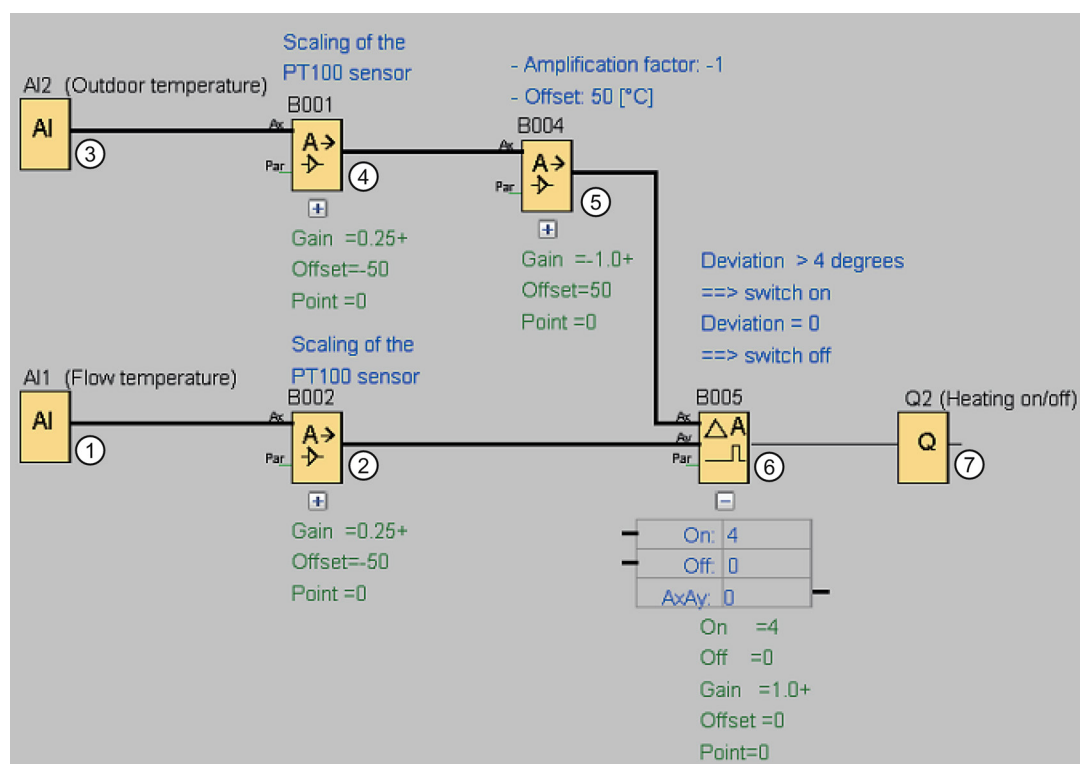 Scaling of the
PT100 sensor
- Amplification factor: -1
- Offset: 50 [°C]
AI2 (Outdoor temperature)
B001
B004
AI
Ax
Par
A→
3
4
Ax
Par
A→
5
Gain =0.25+
Offset=-50
Point =0
Gain =-1.0+
Offset=50
Point =0
Deviation > 4 degrees
==> switch on
Deviation = 0
==> switch off
Scaling of the
PT100 sensor
AI1 (Flow temperature)
B002
B005
Q2 (Heating on/off)
AI
Ax
Par
A→
1
2
Ax
Ay
Par
△A
6
Q
7
Gain =0.25+
Offset=-50
Point =0
On: 4
Off: 0
AxAy: 0
On =4
Off =0
Gain =1.0+
Offset =0
Point=0